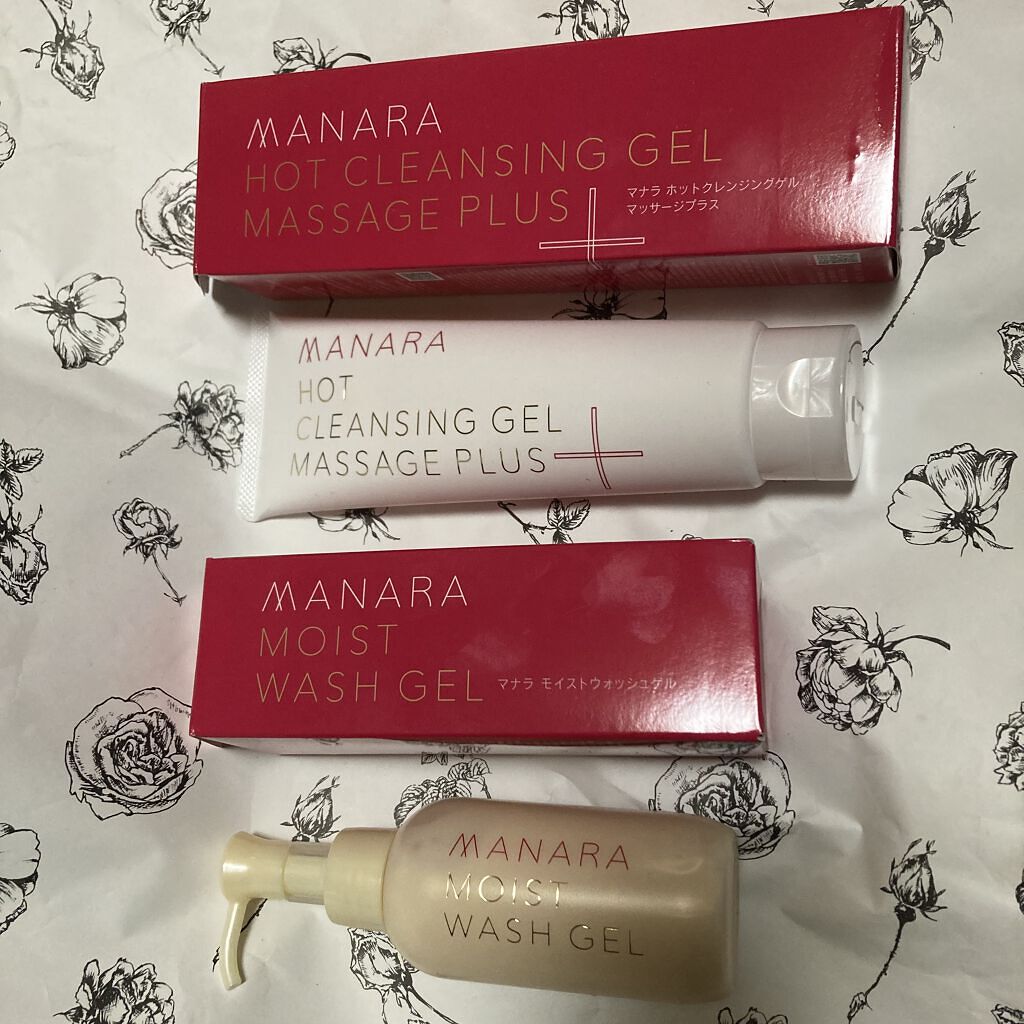 MANARA
HOT CLEANSING GEL
MASSAGE PLUS
マナラ ホットクレンジングゲル
マッサージプラス
MANARA
HOT
CLEANSING GEL
MASSAGE PLUS
MANARA
MOIST
WASH GEL
マナラ モイストウォッシュゲル
MANARA
MOIST
WASH GEL